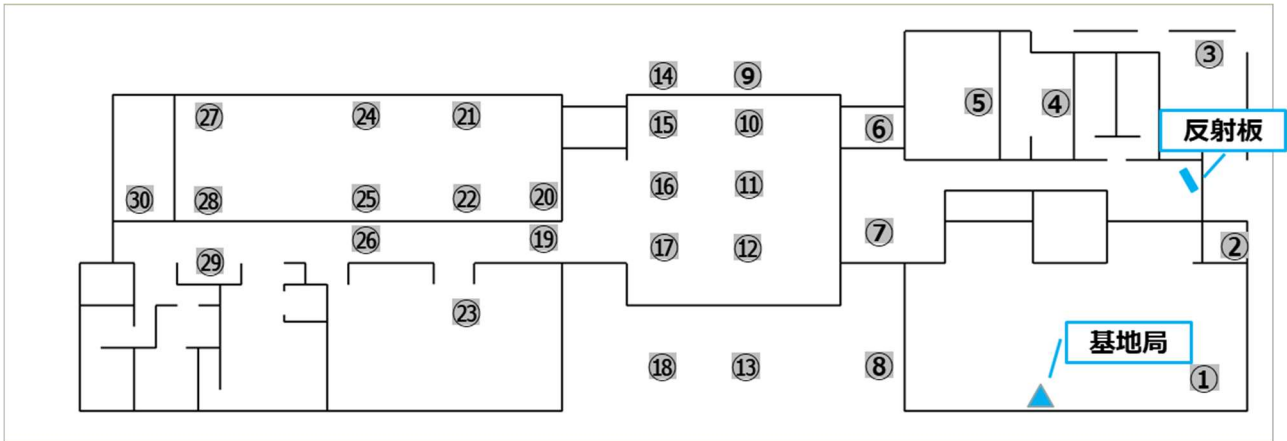 ⑭ ⑨ ③
㉗ ㉔ ㉑ ⑮ ⑩ ⑥ ⑤ ④ 反射板
㉚ ㉘ ㉕ ㉒ ⑳ ⑯ ⑪
㉙ ㉖ ⑲ ⑰ ⑫ ⑦ ②
㉓ 基地局
⑱ ⑬ ⑧ ①